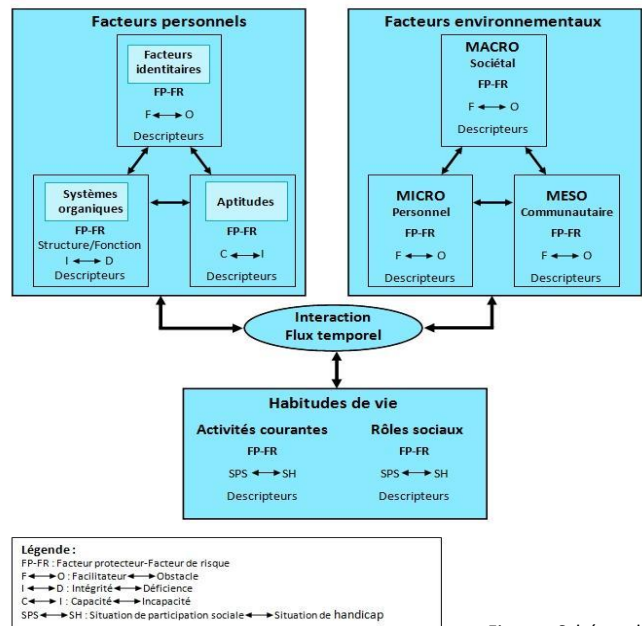 Facteurs personnels
Facteurs
identitaires
FP-FR
F ⟷ O
Descripteurs
Systèmes
organiques
FP-FR
Structure/Fonction
I ⟷ D
Descripteurs
Aptitudes
FP-FR
C ⟷ I
Descripteurs
Facteurs environnementaux
MACRO
Sociétal
FP-FR
F ⟷ O
Descripteurs
MICRO
Personnel
FP-FR
F ⟷ O
Descripteurs
MESO
Communautaire
FP-FR
F ⟷ O
Descripteurs
Interaction
Flux temporel
Habitudes de vie
Activités courantes
FP-FR
SPS ⟷ SH
Descripteurs
Rôles sociaux
FP-FR
SPS ⟷ SH
Descripteurs
Légende :
FP-FR : Facteur protecteur-Facteur de risque
F ⟷ O : Facilitateur ⟷ Obstacle
I ⟷ D : Intégrité ⟷ Déficience
C ⟷ I : Capacité ⟷ Incapacité
SPS ⟷ SH : Situation de participation sociale ⟷ Situation de handicap